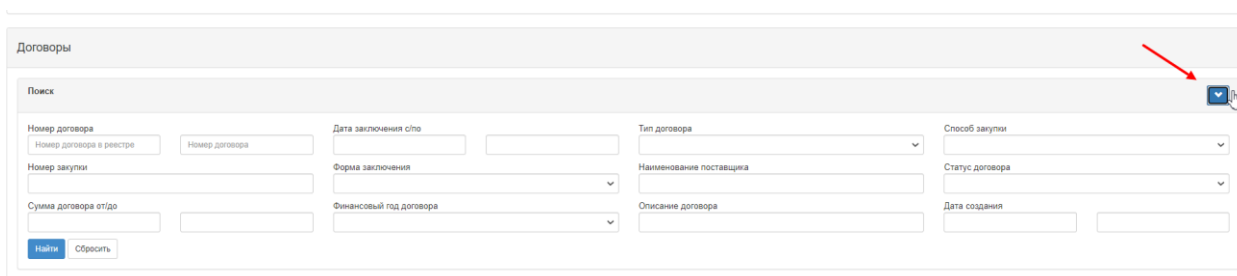 Договоры
Поиск
Номер договора Дата заключения с/по Тип договора Способ закупки
Номер договора в реестре Номер договора
Номер закупки Форма заключения Наименование поставщика Статус договора
Сумма договора от/до Финансовый год договора Описание договора Дата создания
Найти Сбросить